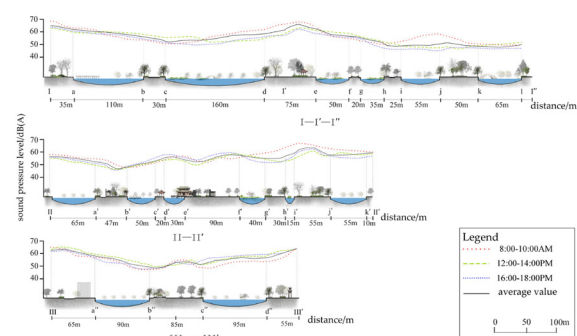 70
60
50
40
I a b c d I' e f g h i j k l I"
35m 110m 30m 160m 75m 50m 20m 35m 25m 55m 50m 65m distance/m
I—I'—I"
sound pressure level/dB(A)
70
60
50
40
II a' b' c' d' e' f' g' h' i' j' k' II'
65m 47m 50m 20m 30m 90m 40m 30m 15m 55m 55m 10m distance/m
II—II'
70
60
50
40
III a" b" c" d" III'
65m 90m 85m 95m 55m distance/m
Legend
8:00-10:00AM
12:00-14:00PM
16:00-18:00PM
average value
0 50m 100m